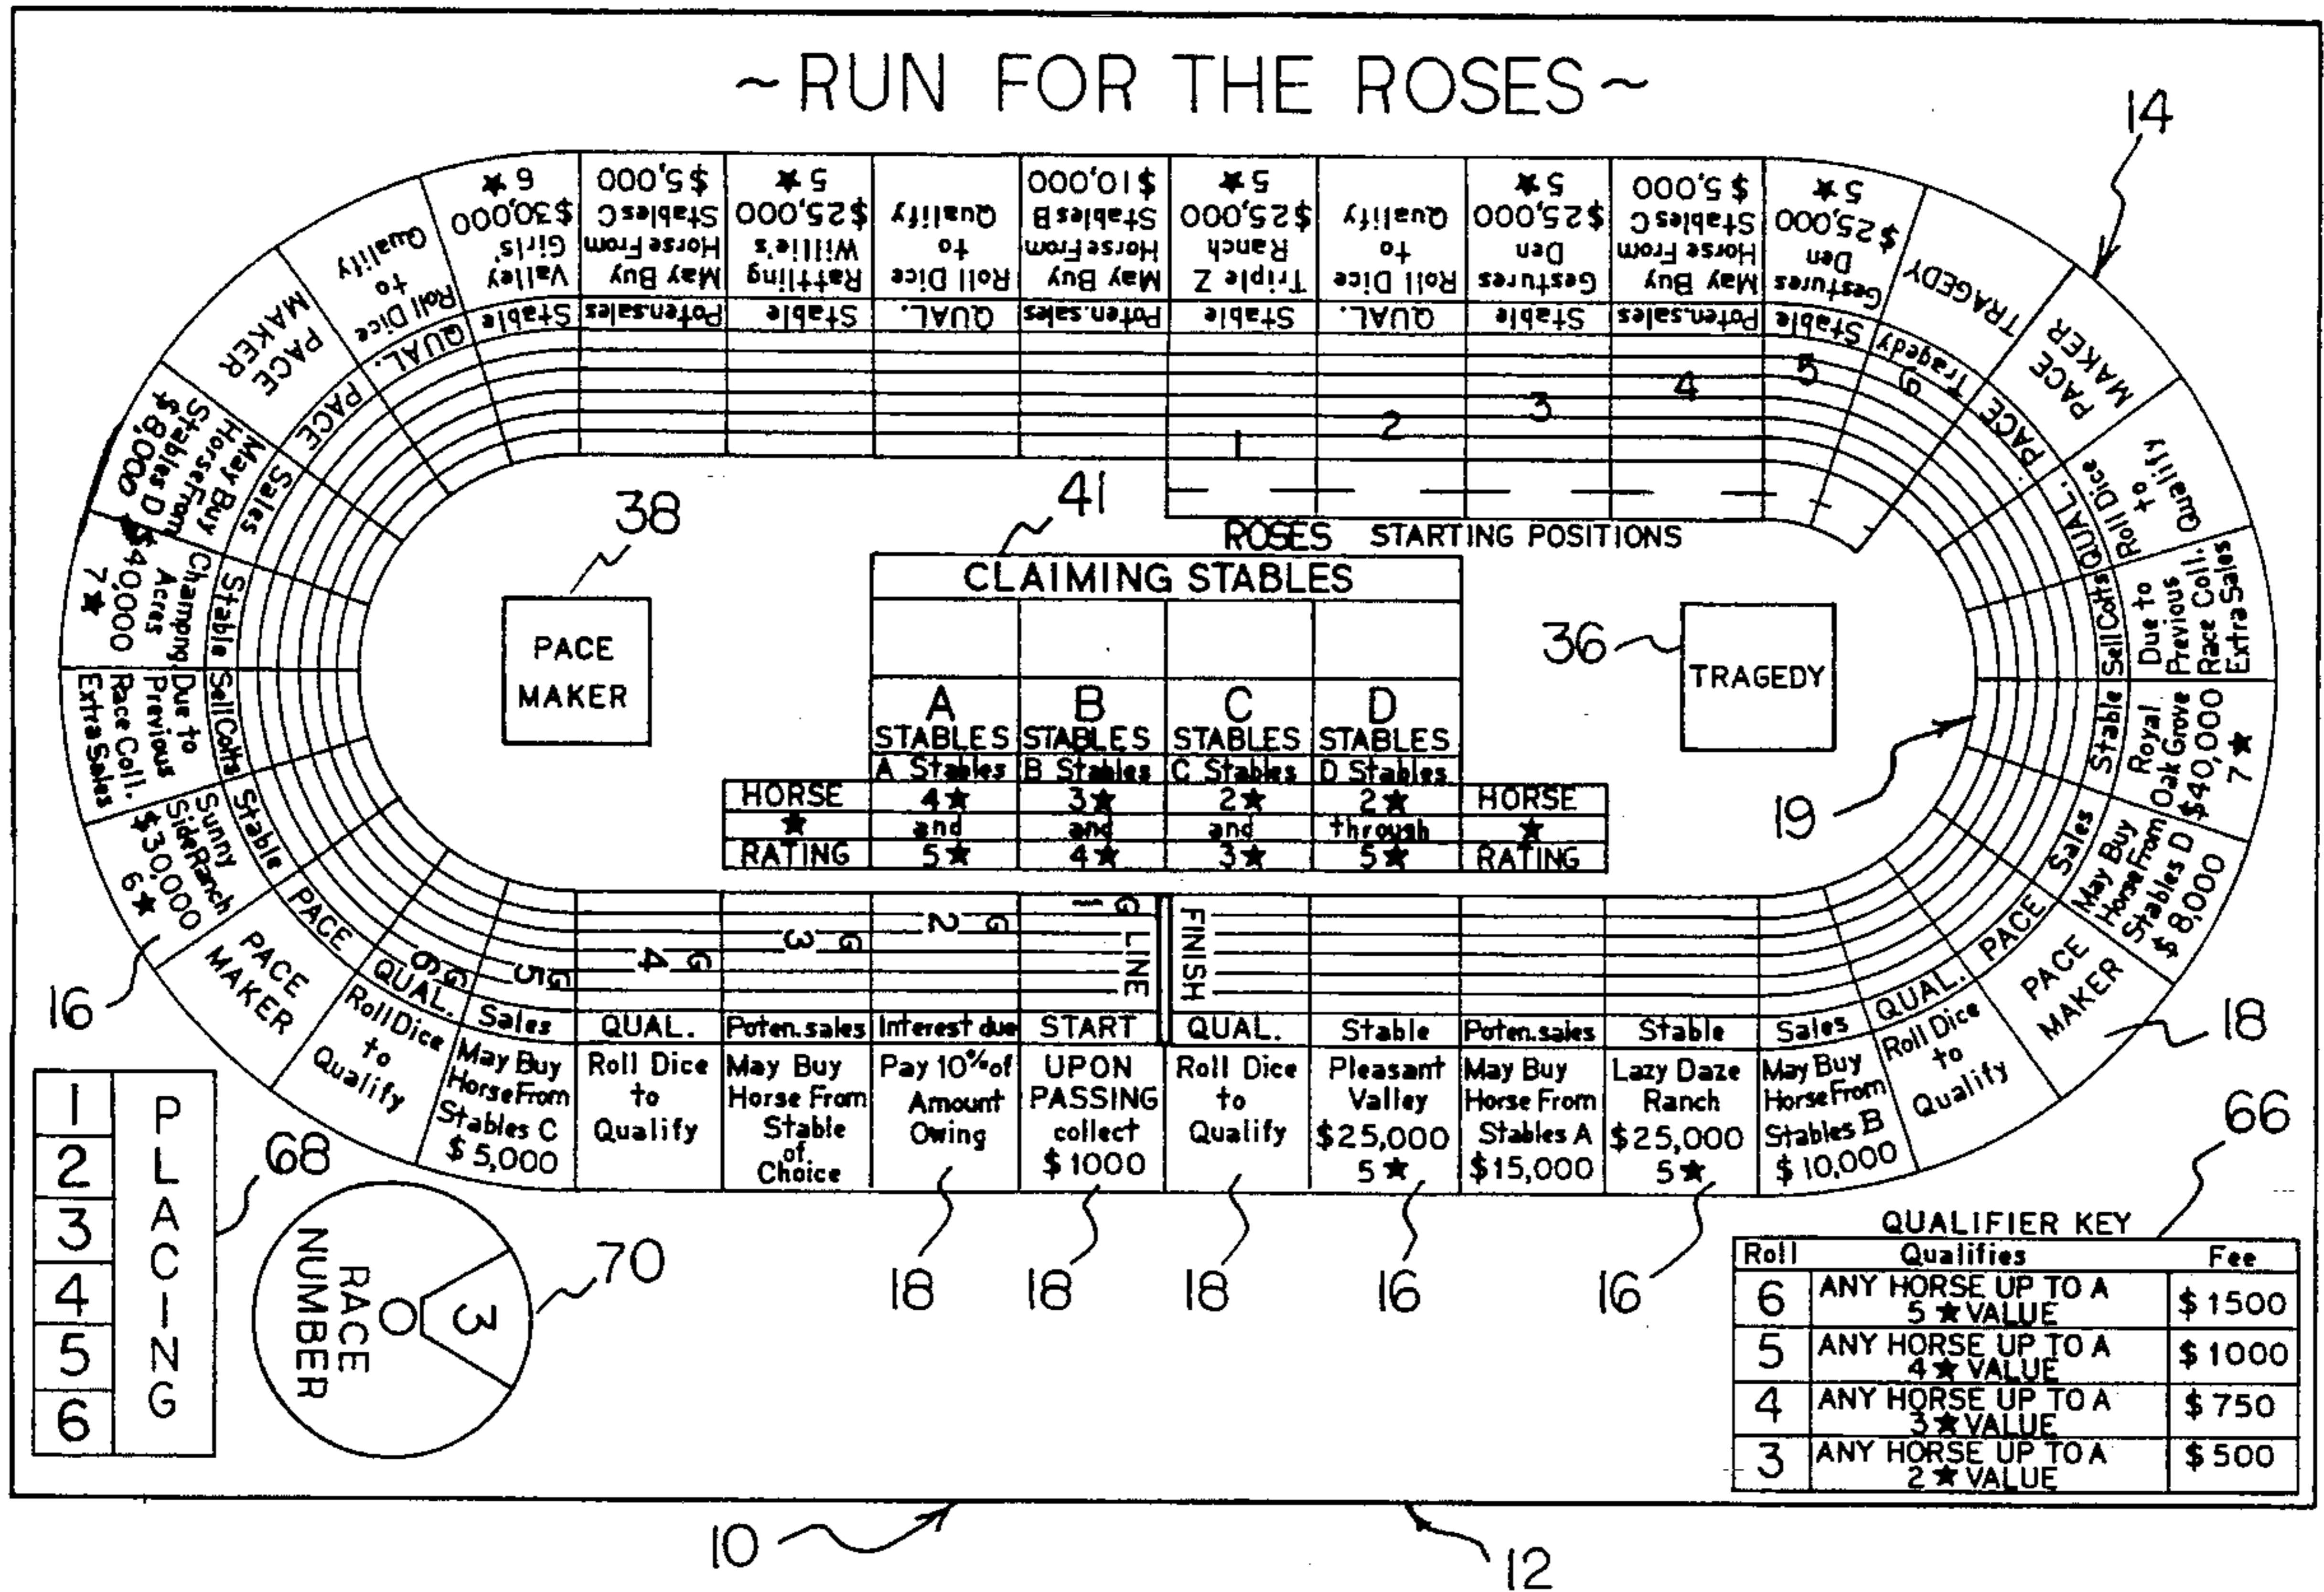 ~RUN FOR THE ROSES~
14
Valley
Girls'
$30,000
6★
Stable
May Buy
Horse From
Stables C
$5,000
Poten.sales
Rattling
Willie's
$25,000
5★
Stable
Roll Dice
to
Qualify
QUAL.
May Buy
Horse From
Stables B
$10,000
Poten.sales
Triple Z
Ranch
$25,000
5★
Stable
Roll Dice
to
Qualify
QUAL.
Gestures
Den
$25,000
5★
Stable
May Buy
Horse From
Stables C
$5,000
Poten.sales
Gestures
Den
$25,000
5★
Stable
TRAGEDY
Tragedy
PACE
MAKER
PACE
Roll Dice
to
Qualify
QUAL.
Due to
Previous
Race Coll.
Extra Sales
Sell Colts
Royal
Oak Grove
$40,000
7★
Stable
May Buy
Horse From
Stables D
$8,000
Sales
PACE
MAKER
PACE
Roll Dice
to
Qualify
QUAL.
Sales
May Buy
Horse From
Stables B
$10,000
Stable
Lazy Daze
Ranch
$25,000
5★
Poten.sales
May Buy
Horse From
Stables A
$15,000
Stable
Pleasant
Valley
$25,000
5★
QUAL.
Roll Dice
to
Qualify
START
UPON
PASSING
collect
$1000
Interest due
Pay 10% of
Amount
Owing
Poten.sales
May Buy
Horse From
Stable
of
Choice
QUAL.
Roll Dice
to
Qualify
Sales
May Buy
Horse From
Stables C
$5,000
QUAL.
Roll Dice
to
Qualify
PACE
PACE
MAKER
Stable
Sunny
Side Ranch
$30,000
6★
Sell Colts
Due to
Previous
Race Coll.
Extra Sales
Stable
Champng.
Acres
$40,000
7★
Sales
May Buy
Horse From
Stables D
$8,000
PACE
PACE
MAKER
QUAL.
Roll Dice
to
Qualify
1 2 3 4 5 6
ROSES STARTING POSITIONS
38
41
36
19
PACE
MAKER
TRAGEDY
CLAIMING STABLES
A B C D
STABLES STABLES STABLES STABLES
A Stables B Stables C Stables D Stables
HORSE 4★ 3★ 2★ 2★ HORSE
★ and and and through ★
RATING 5★ 4★ 3★ 5★ RATING
G 1
G 2
G 3
G 4
G 5
G 6
FINISH
LINE
16
18
66
68
70
18 18 18 16 16
1
2
3
4
5
6
PLACING
RACE
NUMBER
3
QUALIFIER KEY
Roll Qualifies Fee
6 ANY HORSE UP TO A
5★ VALUE $1500
5 ANY HORSE UP TO A
4★ VALUE $1000
4 ANY HORSE UP TO A
3★ VALUE $750
3 ANY HORSE UP TO A
2★ VALUE $500
10
12